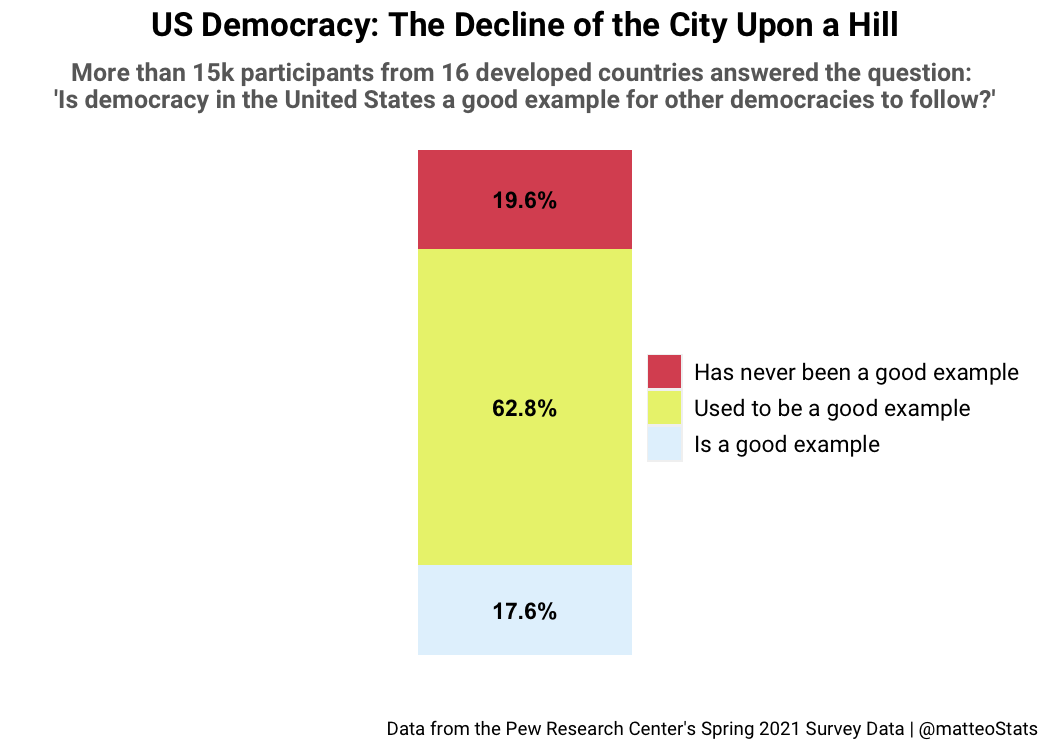 US Democracy: The Decline of the City Upon a Hill
More than 15k participants from 16 developed countries answered the question:
'Is democracy in the United States a good example for other democracies to follow?'
19.6%
62.8%
17.6%
Has never been a good example
Used to be a good example
Is a good example
Data from the Pew Research Center's Spring 2021 Survey Data | @matteoStats